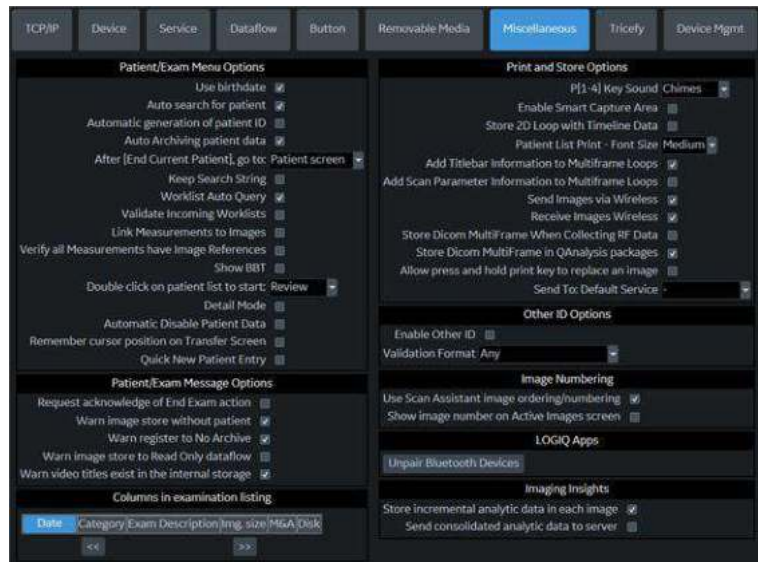 TCP/IP Device Service Dataflow Button Removable Media Miscellaneous Tricefy Device Mgmt
Patient/Exam Menu Options
Use birthdate
Auto search for patient
Automatic generation of patient ID
Auto Archiving patient data
After [End Current Patient], go to: Patient screen
Keep Search String
Worklist Auto Query
Validate Incoming Worklists
Link Measurements to Images
Verify all Measurements have Image References
Show BBT
Double click on patient list to start: Review
Detail Mode
Automatic Disable Patient Data
Remember cursor position on Transfer Screen
Quick New Patient Entry
Patient/Exam Message Options
Request acknowledge of End Exam action
Warn image store without patient
Warn register to No Archive
Warn image store to Read Only dataflow
Warn video titles exist in the internal storage
Columns in examination listing
Date Category Exam Description Img. size M&A Disk
<< >>
Print and Store Options
P[1-4] Key Sound Chimes
Enable Smart Capture Area
Store 2D Loop with Timeline Data
Patient List Print - Font Size Medium
Add Titlebar Information to Multiframe Loops
Add Scan Parameter Information to Multiframe Loops
Send Images via Wireless
Receive Images Wireless
Store Dicom MultiFrame When Collecting RF Data
Store Dicom MultiFrame in QAnalysis packages
Allow press and hold print key to replace an image
Send To: Default Service -
Other ID Options
Enable Other ID
Validation Format Any
Image Numbering
Use Scan Assistant image ordering/numbering
Show image number on Active Images screen
LOGIQ Apps
Unpair Bluetooth Devices
Imaging Insights
Store incremental analytic data in each image
Send consolidated analytic data to server